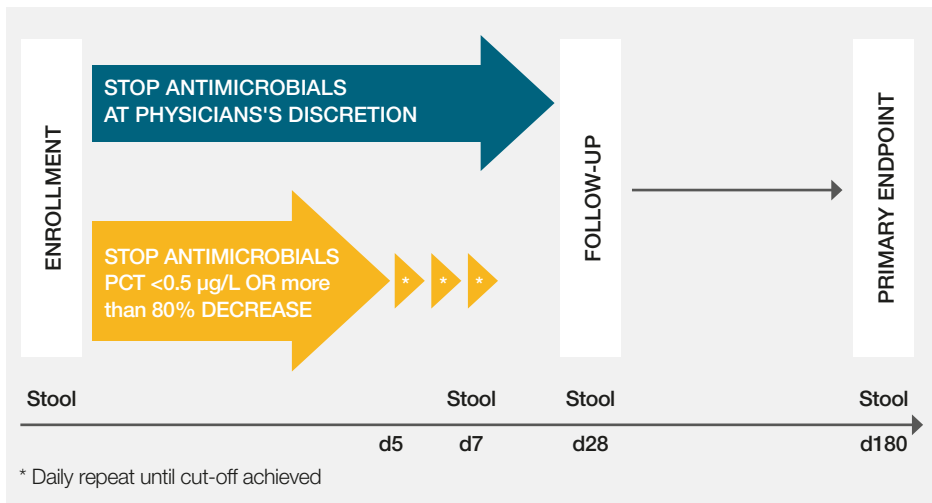 ENROLLMENT
STOP ANTIMICROBIALS
AT PHYSICIANS'S DISCRETION
STOP ANTIMICROBIALS
PCT <0.5 µg/L OR more
than 80% DECREASE
* * *
FOLLOW-UP
PRIMARY ENDPOINT
Stool Stool Stool Stool
d5 d7 d28 d180
* Daily repeat until cut-off achieved